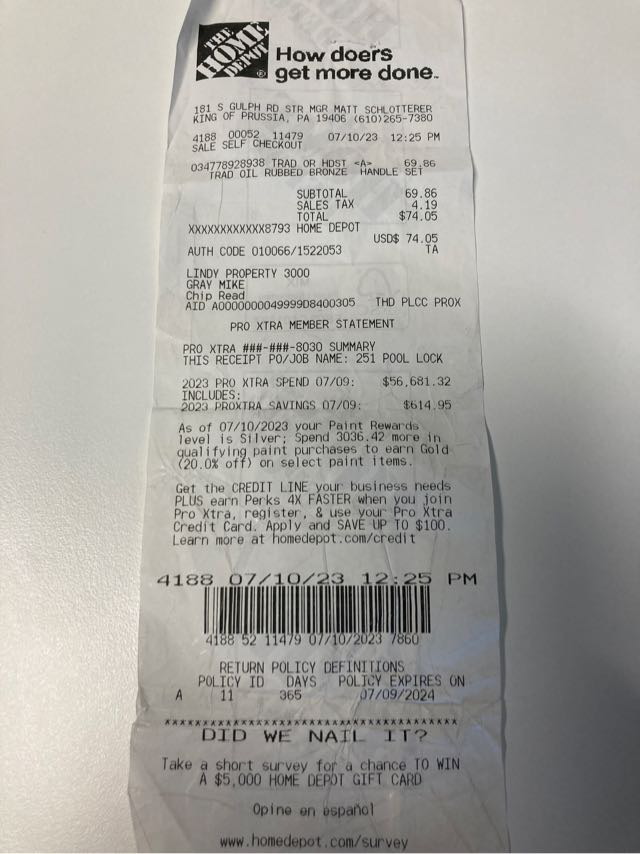 THE
HOME
DEPOT
How doers
get more done.
181 S GULPH RD STR MGR MATT SCHLOTTERER
KING OF PRUSSIA, PA 19406 (610)265-7380
4188 00052 11479 07/10/23 12:25 PM
SALE SELF CHECKOUT
034778928938 TRAD OR HDST <A> 69.86
TRAD OIL RUBBED BRONZE HANDLE SET
SUBTOTAL 69.86
SALES TAX 4.19
TOTAL $74.05
XXXXXXXXXXXX8793 HOME DEPOT
USD$ 74.05
AUTH CODE 010066/1522053 TA
LINDY PROPERTY 3000
GRAY MIKE
Chip Read
AID A0000000049999D8400305 THD PLCC PROX
PRO XTRA MEMBER STATEMENT
PRO XTRA ###-###-8030 SUMMARY
THIS RECEIPT PO/JOB NAME: 251 POOL LOCK
2023 PRO XTRA SPEND 07/09: $56,681.32
INCLUDES:
2023 PROXTRA SAVINGS 07/09: $614.95
As of 07/10/2023 your Paint Rewards
level is Silver; Spend 3036.42 more in
qualifying paint purchases to earn Gold
(20.0% off) on select paint items.
Get the CREDIT LINE your business needs
PLUS earn Perks 4X FASTER when you join
Pro Xtra, register, & use your Pro Xtra
Credit Card. Apply and SAVE UP TO $100.
Learn more at homedepot.com/credit
4188 07/10/23 12:25 PM
4188 52 11479 07/10/2023 7860
RETURN POLICY DEFINITIONS
POLICY ID DAYS POLICY EXPIRES ON
A 11 365 07/09/2024
DID WE NAIL IT?
Take a short survey for a chance TO WIN
A $5,000 HOME DEPOT GIFT CARD
Opine en español
www.homedepot.com/survey